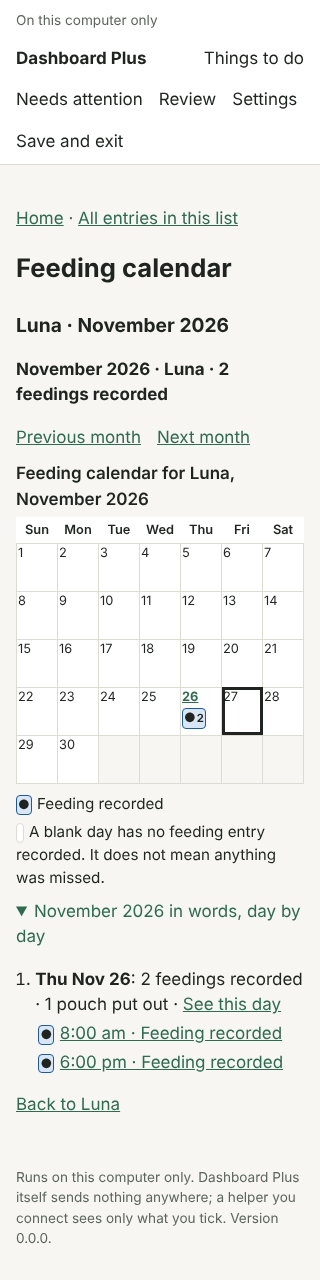 On this computer only
Dashboard Plus
Things to do
Needs attention Review Settings
Save and exit
Home · All entries in this list
Feeding calendar
Luna · November 2026
November 2026 · Luna · 2
feedings recorded
Previous month Next month
Feeding calendar for Luna,
November 2026
Sun Mon Tue Wed Thu Fri Sat
1 2 3 4 5 6 7
8 9 10 11 12 13 14
15 16 17 18 19 20 21
22 23 24 25 26 27 28
2
29 30
Feeding recorded
A blank day has no feeding entry
recorded. It does not mean anything
was missed.
▼ November 2026 in words, day by
day
1. Thu Nov 26: 2 feedings recorded
· 1 pouch put out · See this day
8:00 am · Feeding recorded
6:00 pm · Feeding recorded
Back to Luna
Runs on this computer only. Dashboard Plus
itself sends nothing anywhere; a helper you
connect sees only what you tick. Version
0.0.0.